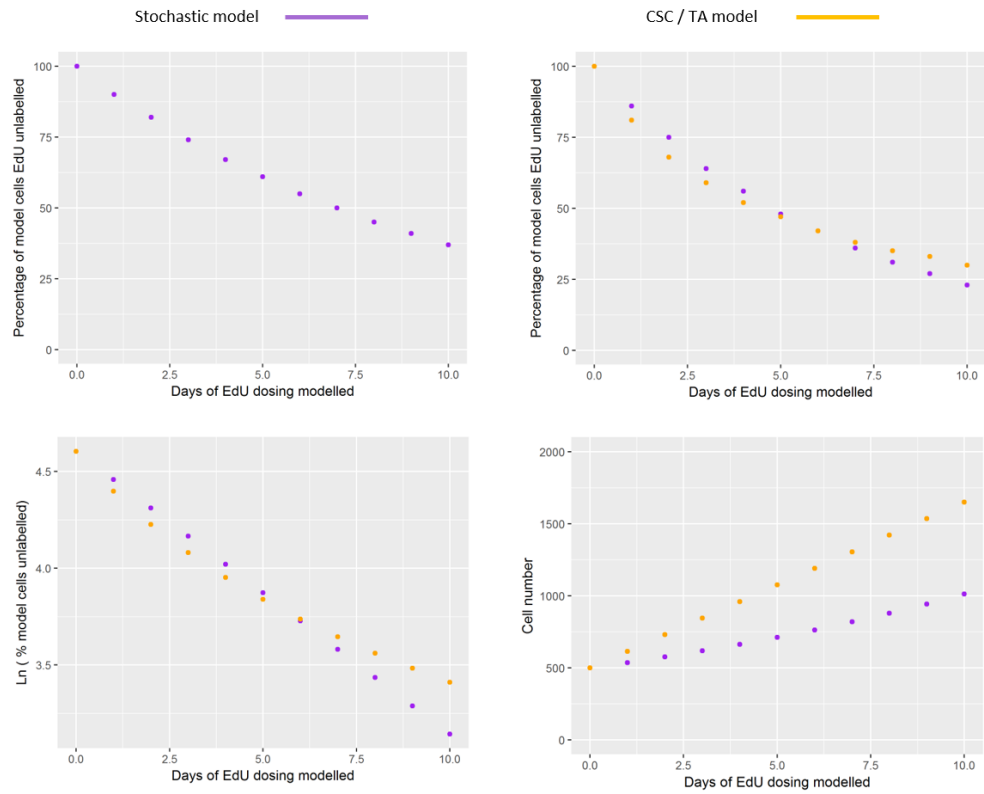 Stochastic model
CSC / TA model
Percentage of model cells EdU unlabelled
100
75
50
25
0
0.0 2.5 5.0 7.5 10.0
Days of EdU dosing modelled
Percentage of model cells EdU unlabelled
100
75
50
25
0
0.0 2.5 5.0 7.5 10.0
Days of EdU dosing modelled
Ln ( % model cells unlabelled)
4.5
4.0
3.5
0.0 2.5 5.0 7.5 10.0
Days of EdU dosing modelled
Cell number
2000
1500
1000
500
0
0.0 2.5 5.0 7.5 10.0
Days of EdU dosing modelled